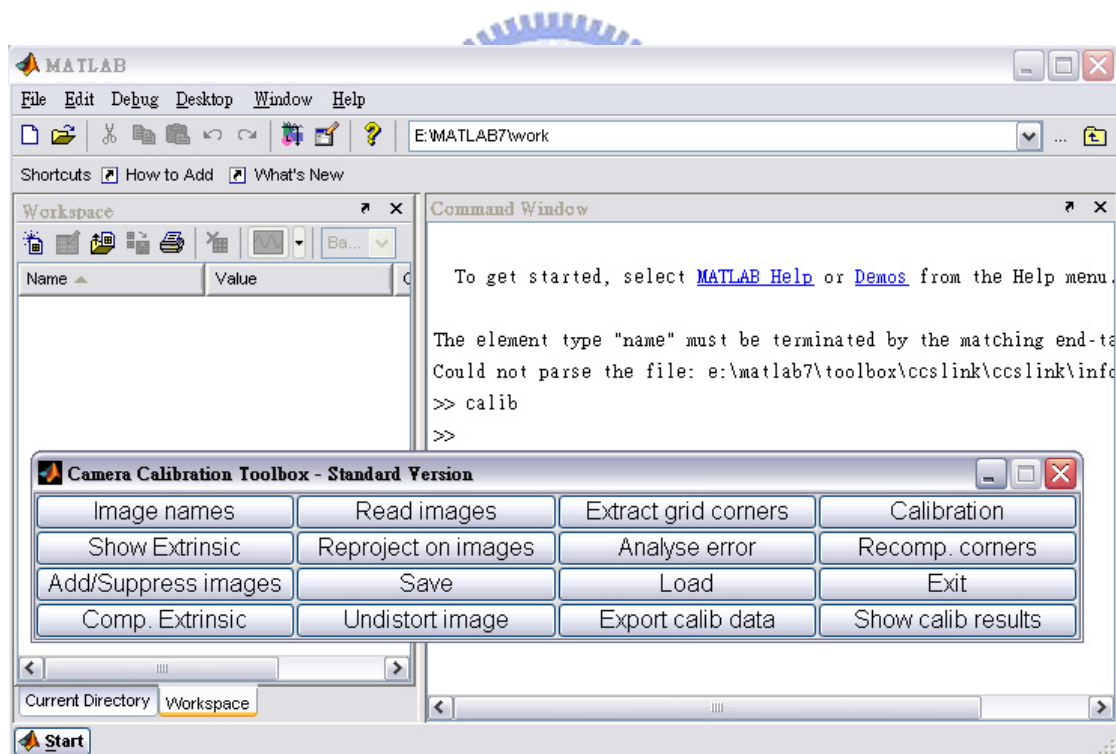 MATLAB
File Edit Debug Desktop Window Help
E:\MATLAB7\work
...
Shortcuts How to Add What's New
Workspace
Command Window
Ba...
Name Value
To get started, select MATLAB Help or Demos from the Help menu.
The element type "name" must be terminated by the matching end-ta
Could not parse the file: e:\matlab7\toolbox\ccslink\ccslink\info
>> calib
>>
Camera Calibration Toolbox - Standard Version
Image names Read images Extract grid corners Calibration
Show Extrinsic Reproject on images Analyse error Recomp. corners
Add/Suppress images Save Load Exit
Comp. Extrinsic Undistort image Export calib data Show calib results
Current Directory Workspace
Start